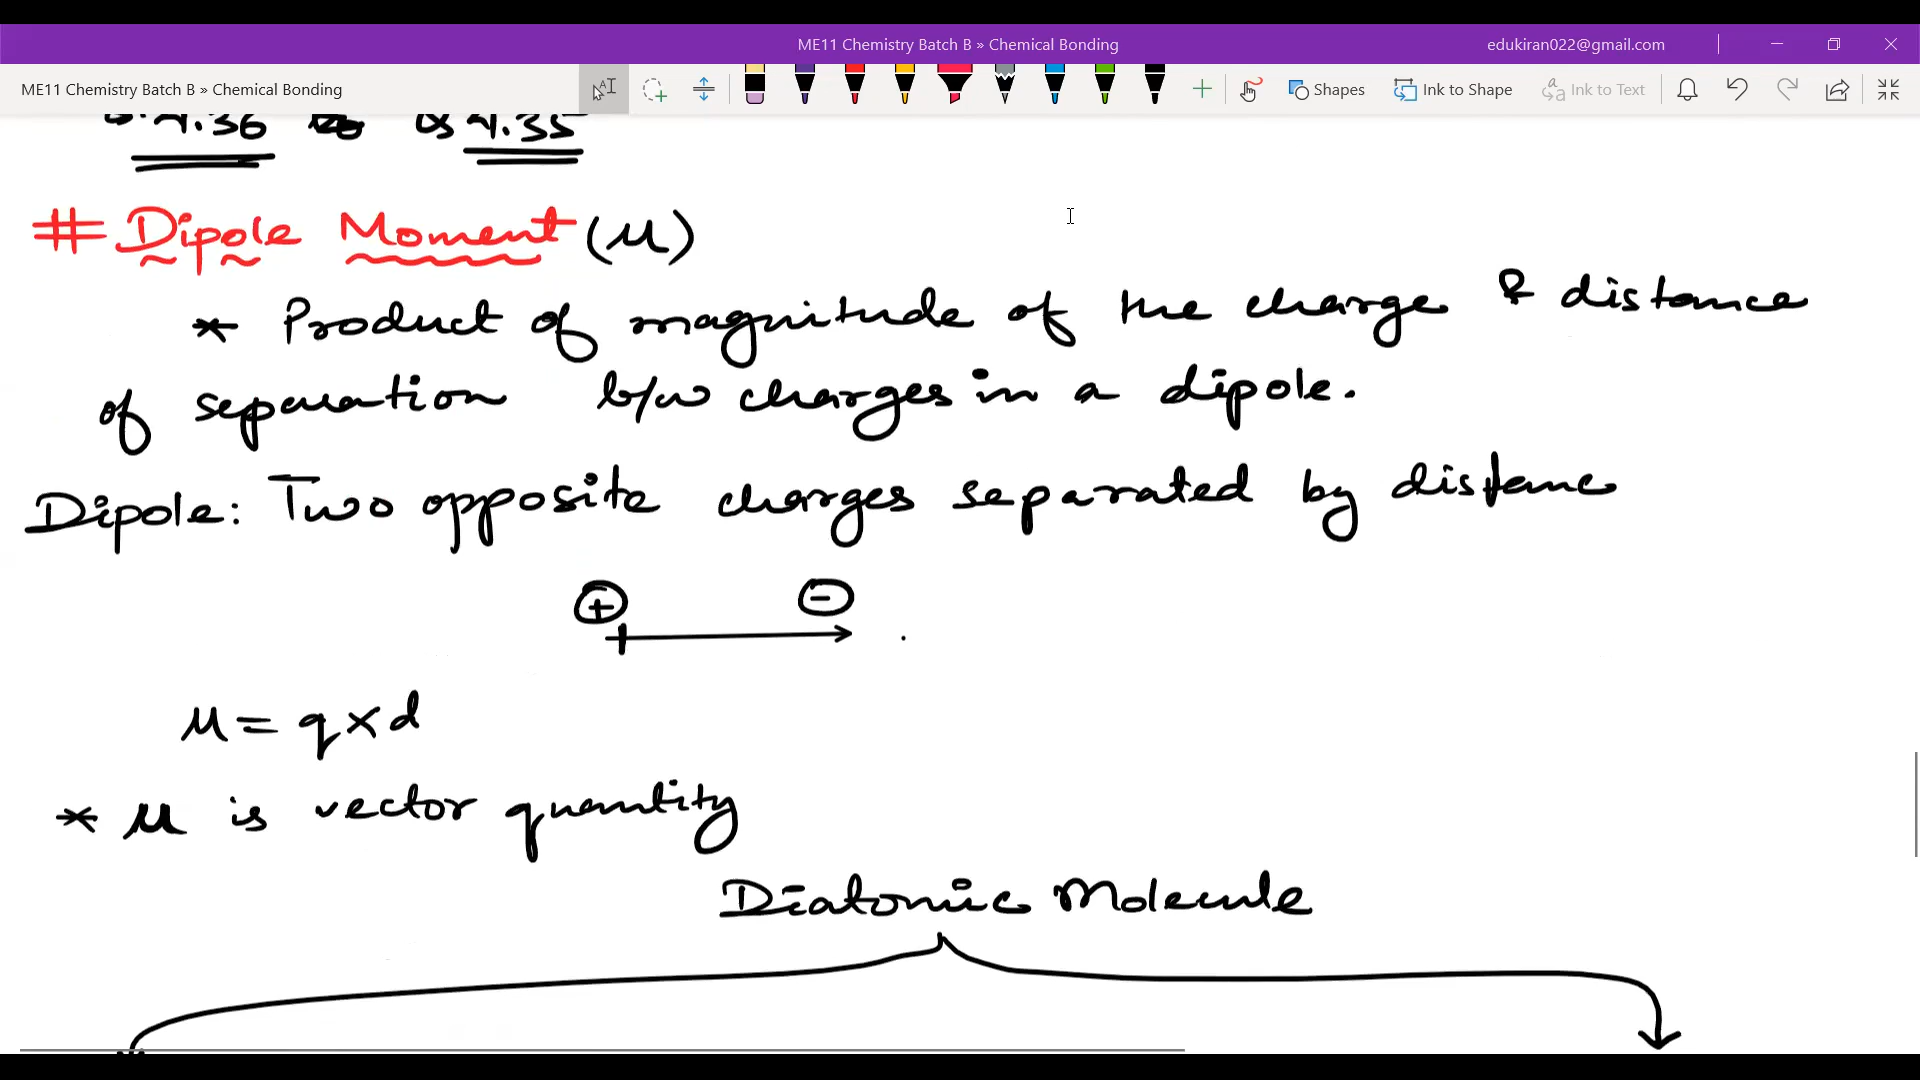 ME11 Chemistry Batch B » Chemical Bonding
edukiran022@gmail.com
ME11 Chemistry Batch B » Chemical Bonding
Shapes
Ink to Shape
Ink to Text
4.36 & 4.35
# Dipole Moment (μ)
* Product of magnitude of the charge & distance
of separation b/w charges in a dipole.
Dipole: Two opposite charges separated by distanc
+ -
μ = q × d
* μ is vector quantity
Diatomic Molecule